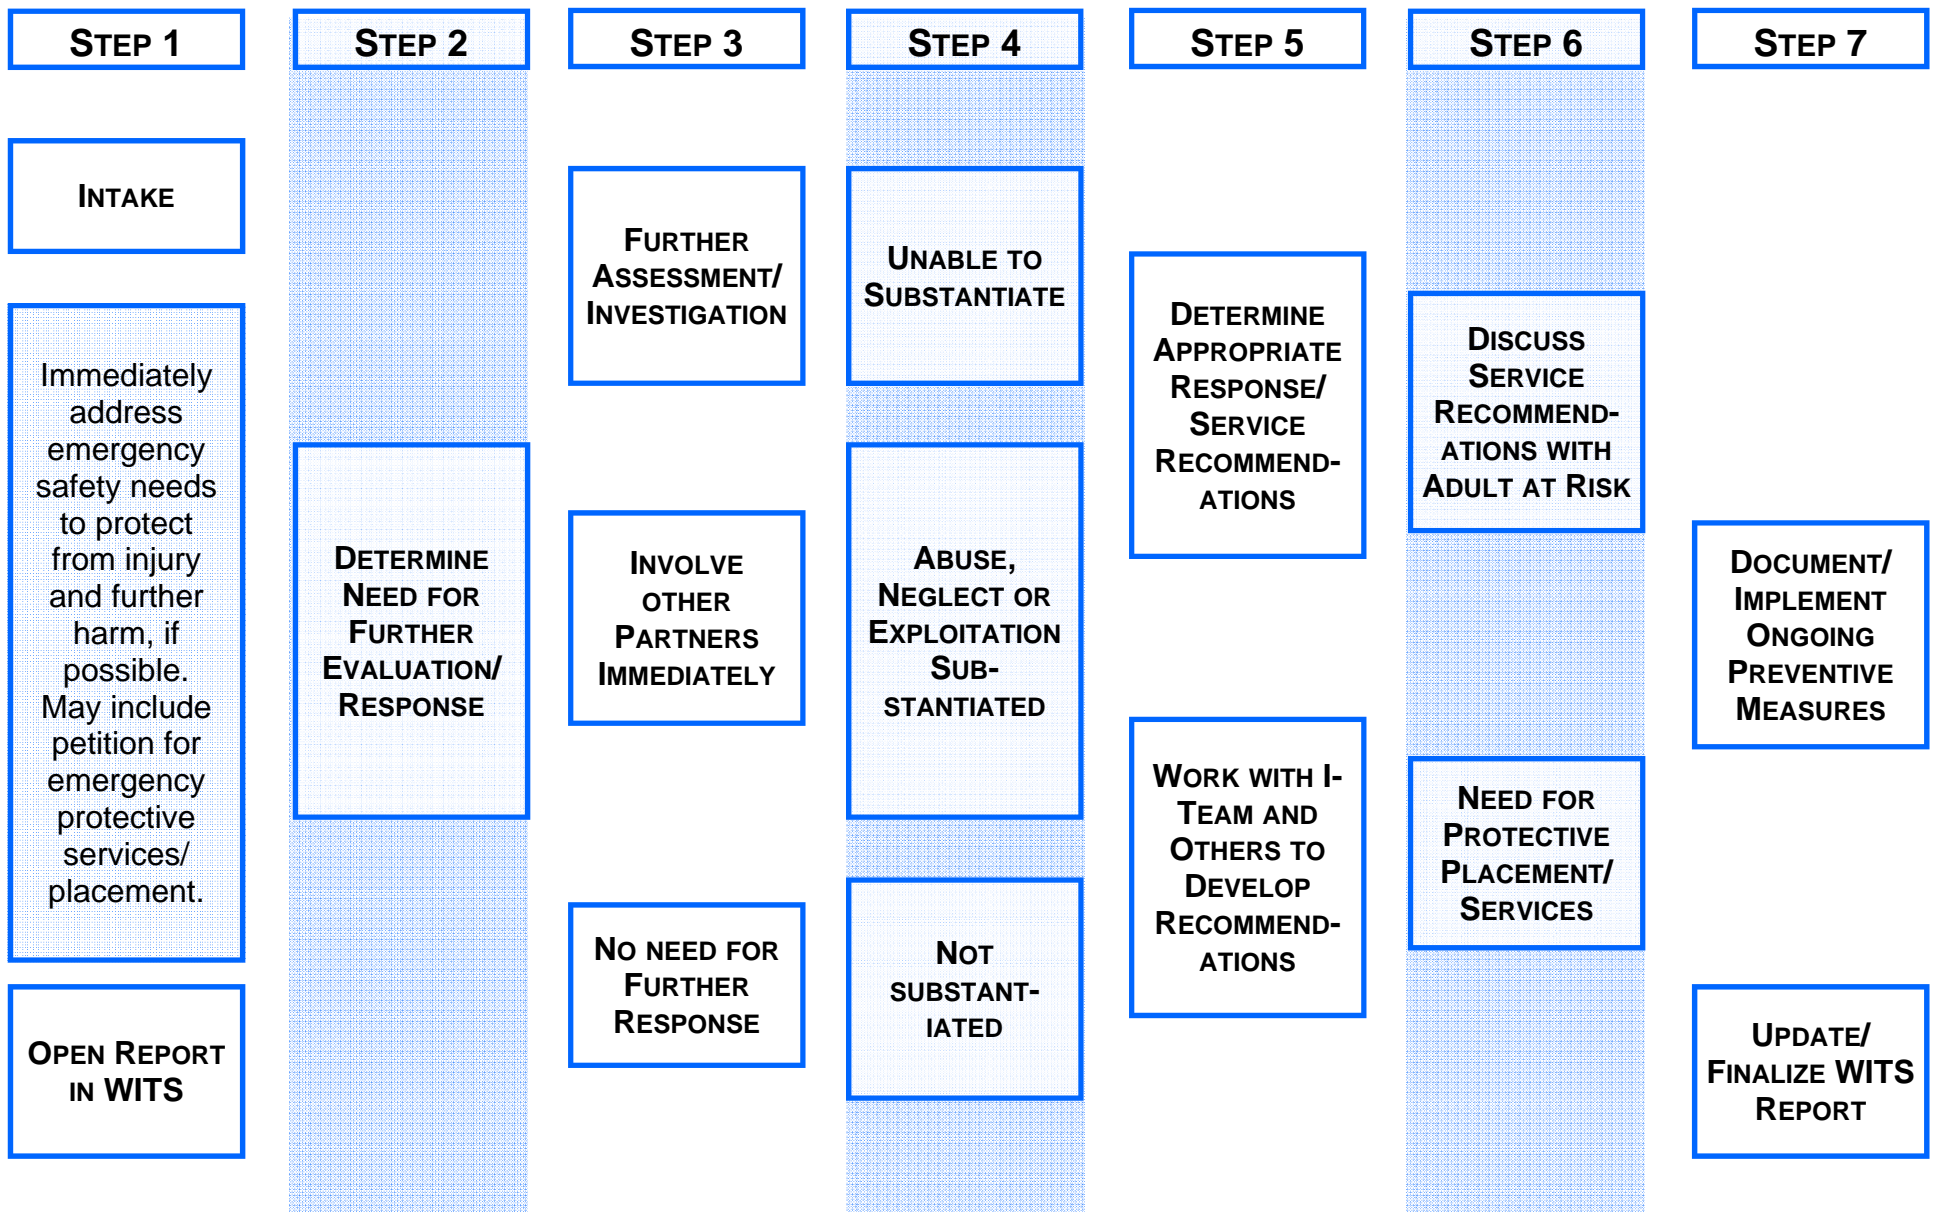 STEP 1
STEP 2
STEP 3
STEP 4
STEP 5
STEP 6
STEP 7
INTAKE
Immediately
address
emergency
safety needs
to protect
from injury
and further
harm, if
possible.
May include
petition for
emergency
protective
services/
placement.
OPEN REPORT
IN WITS
DETERMINE
NEED FOR
FURTHER
EVALUATION/
RESPONSE
FURTHER
ASSESSMENT/
INVESTIGATION
INVOLVE
OTHER
PARTNERS
IMMEDIATELY
NO NEED FOR
FURTHER
RESPONSE
UNABLE TO
SUBSTANTIATE
ABUSE,
NEGLECT OR
EXPLOITATION
SUB-
STANTIATED
NOT
SUBSTANT-
IATED
DETERMINE
APPROPRIATE
RESPONSE/
SERVICE
RECOMMEND-
ATIONS
WORK WITH I-
TEAM AND
OTHERS TO
DEVELOP
RECOMMEND-
ATIONS
DISCUSS
SERVICE
RECOMMEND-
ATIONS WITH
ADULT AT RISK
NEED FOR
PROTECTIVE
PLACEMENT/
SERVICES
DOCUMENT/
IMPLEMENT
ONGOING
PREVENTIVE
MEASURES
UPDATE/
FINALIZE WITS
REPORT